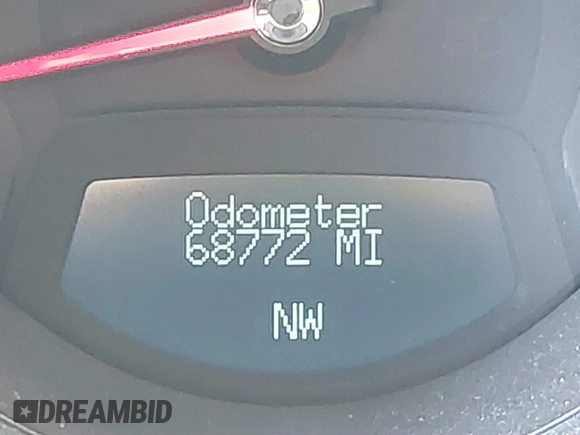 Odometer
68772 MI
NW
DREAMBID